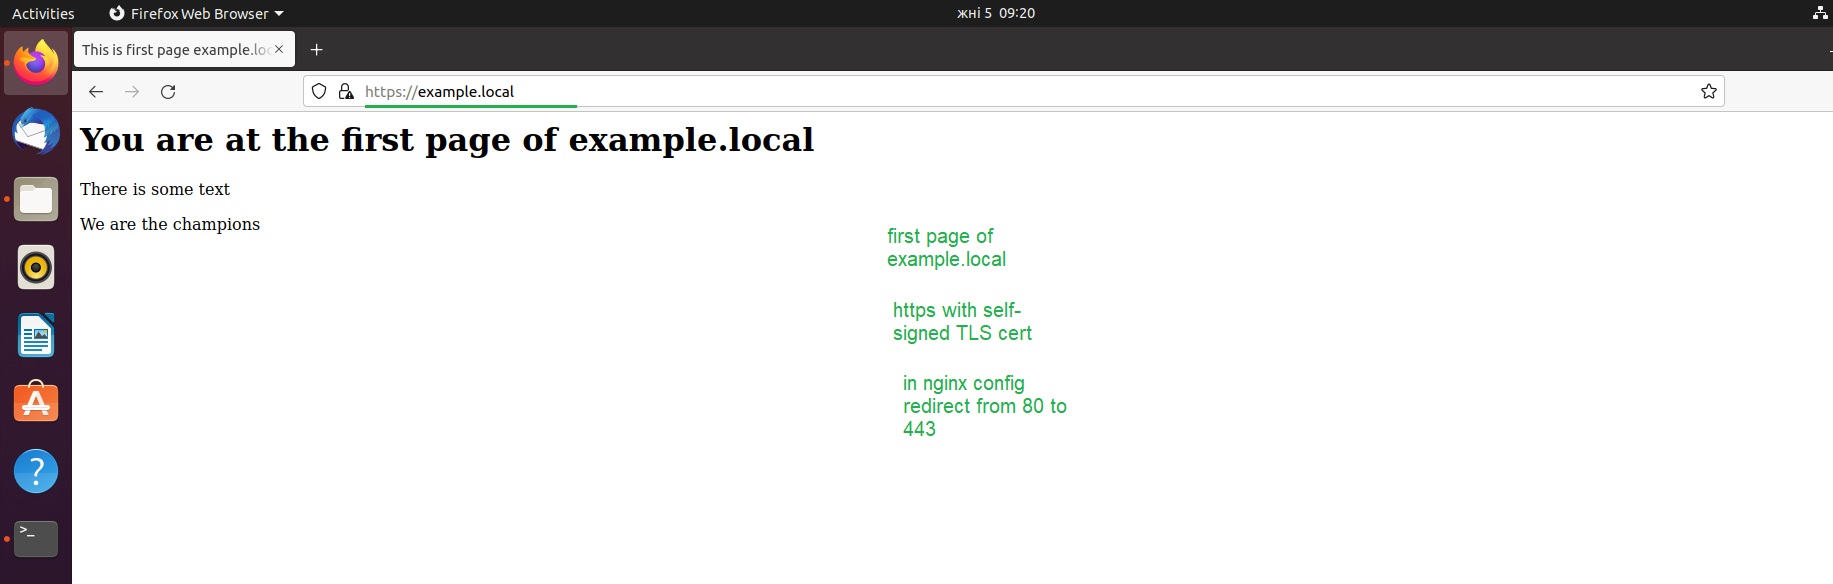 Activities
Firefox Web Browser
жні 5 09:20
This is first page example.loc
https://example.local
You are at the first page of example.local
There is some text
We are the champions
first page of
example.local
https with self-
signed TLS cert
in nginx config
redirect from 80 to
443